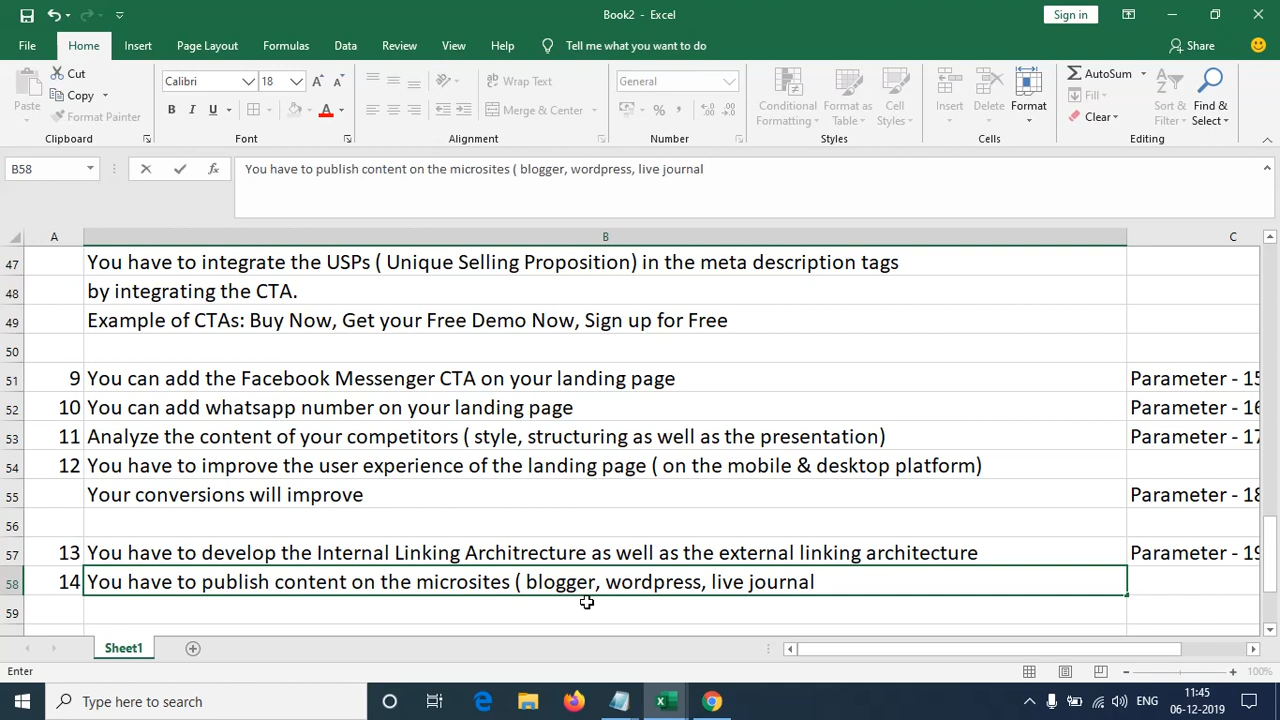 Book2 - Excel
Sign in
File Home Insert Page Layout Formulas Data Review View Help Tell me what you want to do Share
Paste Cut Copy Format Painter
Calibri 18 A A
B I U A
Wrap Text
Merge & Center
General
%
Conditional Formatting Format as Table Cell Styles
Insert Delete Format
AutoSum Fill Clear
Sort & Filter Find & Select
Clipboard Font Alignment Number Styles Cells Editing
B58 fx You have to publish content on the microsites ( blogger, wordpress, live journal
A B C
47 You have to integrate the USPs ( Unique Selling Proposition) in the meta description tags
48 by integrating the CTA.
49 Example of CTAs: Buy Now, Get your Free Demo Now, Sign up for Free
50
51 9 You can add the Facebook Messenger CTA on your landing page Parameter - 15
52 10 You can add whatsapp number on your landing page Parameter - 16
53 11 Analyze the content of your competitors ( style, structuring as well as the presentation) Parameter - 17
54 12 You have to improve the user experience of the landing page ( on the mobile & desktop platform)
55 Your conversions will improve Parameter - 18
56
57 13 You have to develop the Internal Linking Architrecture as well as the external linking architecture Parameter - 19
58 14 You have to publish content on the microsites ( blogger, wordpress, live journal
59
Sheet1
Enter 100%
Type here to search ENG 11:45
06-12-2019